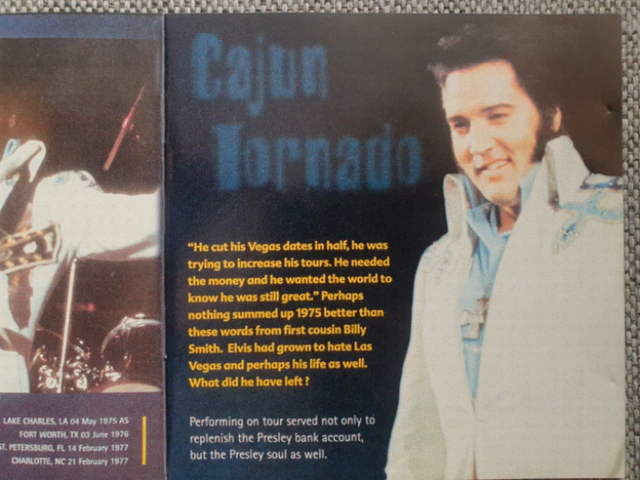 Cajun
Tornado
“He cut his Vegas dates in half, he was
trying to increase his tours. He needed
the money and he wanted the world to
know he was still great.” Perhaps
nothing summed up 1975 better than
these words from first cousin Billy
Smith. Elvis had grown to hate Las
Vegas and perhaps his life as well.
What did he have left ?
Performing on tour served not only to
replenish the Presley bank account,
but the Presley soul as well.
LAKE CHARLES, LA 04 May 1975 AS
FORT WORTH, TX 03 June 1976
ST. PETERSBURG, FL 14 February 1977
CHARLOTTE, NC 21 February 1977